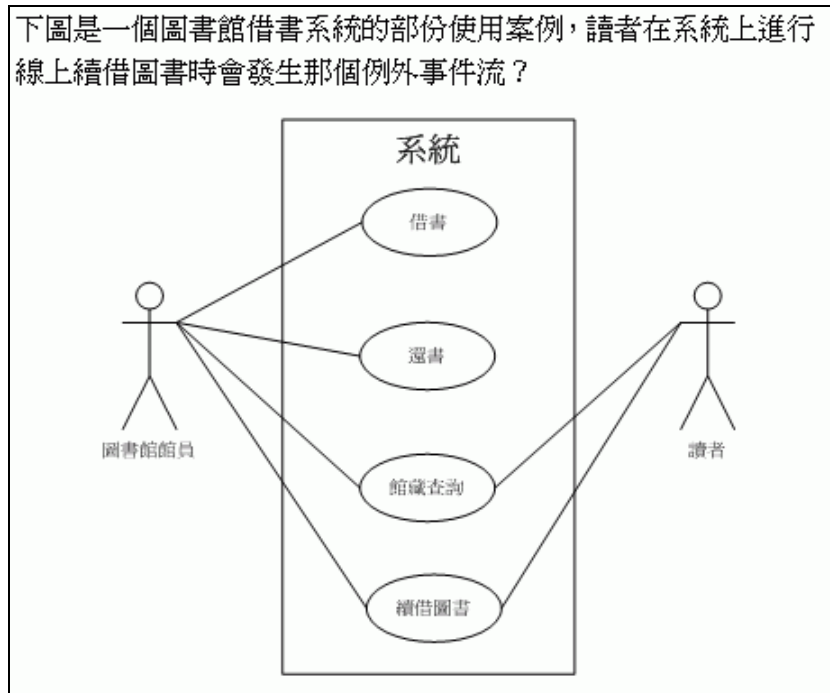 下圖是一個圖書館借書系統的部份使用案例，讀者在系統上進行
線上續借圖書時會發生那個例外事件流？
系統
借書
還書
圖書館館員
讀者
館藏查詢
續借圖書